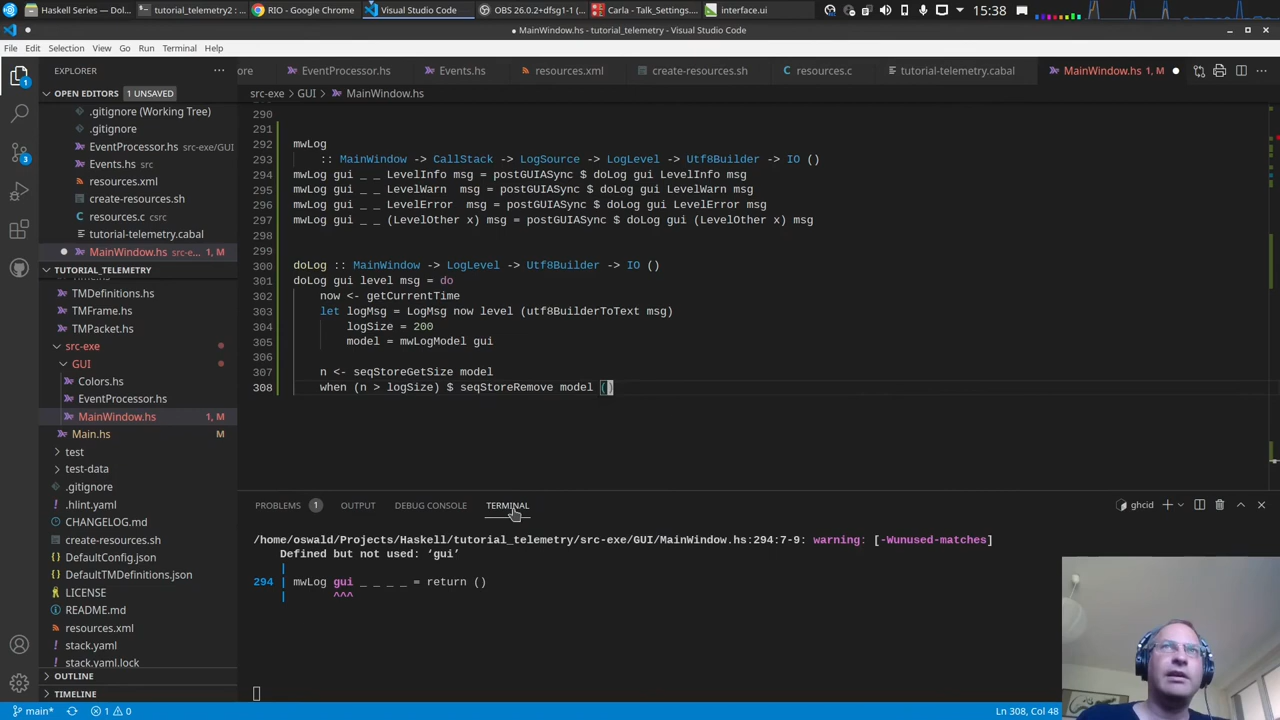 Haskell Series — D...
tutorial_telemetry2 : ...
RIO - Google Chrome
Visual Studio Code
OBS 26.0.2+dfsg1-1 (...
Carla - Talk_Settings....
interface.ui
15:38
● MainWindow.hs - tutorial_telemetry - Visual Studio Code
File Edit Selection View Go Run Terminal Help
EXPLORER
ore
EventProcessor.hs
Events.hs
resources.xml
create-resources.sh
resources.c
tutorial-telemetry.cabal
MainWindow.hs 1, M
OPEN EDITORS 1 UNSAVED
src-exe > GUI > MainWindow.hs
.gitignore (Working Tree)
.gitignore
EventProcessor.hs src-exe/GUI
Events.hs src
resources.xml
create-resources.sh
resources.c csrc
tutorial-telemetry.cabal
MainWindow.hs src-e... 1, M
TUTORIAL_TELEMETRY
TMDefinitions.hs
TMFrame.hs
TMPacket.hs
src-exe
GUI
Colors.hs
EventProcessor.hs
MainWindow.hs 1, M
Main.hs M
test
test-data
.gitignore
.hlint.yaml
CHANGELOG.md
create-resources.sh
DefaultConfig.json
DefaultTMDefinitions.json
LICENSE
README.md
resources.xml
stack.yaml
stack.yaml.lock
OUTLINE
TIMELINE
290
291
292 mwLog
293 :: MainWindow -> CallStack -> LogSource -> LogLevel -> Utf8Builder -> IO ()
294 mwLog gui _ _ LevelInfo msg = postGUIASync $ doLog gui LevelInfo msg
295 mwLog gui _ _ LevelWarn  msg = postGUIASync $ doLog gui LevelWarn msg
296 mwLog gui _ _ LevelError  msg = postGUIASync $ doLog gui LevelError msg
297 mwLog gui _ _ (LevelOther x) msg = postGUIASync $ doLog gui (LevelOther x) msg
298
299
300 doLog :: MainWindow -> LogLevel -> Utf8Builder -> IO ()
301 doLog gui level msg = do
302 now <- getCurrentTime
303 let logMsg = LogMsg now level (utf8BuilderToText msg)
304 logSize = 200
305 model = mwLogModel gui
306
307 n <- seqStoreGetSize model
308 when (n > logSize) $ seqStoreRemove model ()
PROBLEMS 1 OUTPUT DEBUG CONSOLE TERMINAL
ghcid
/home/oswald/Projects/Haskell/tutorial_telemetry/src-exe/GUI/MainWindow.hs:294:7-9: warning: [-Wunused-matches]
Defined but not used: ‘gui’
|
294 | mwLog gui _ _ _ _ = return ()
| ^^^
main* 1 0
Ln 308, Col 48